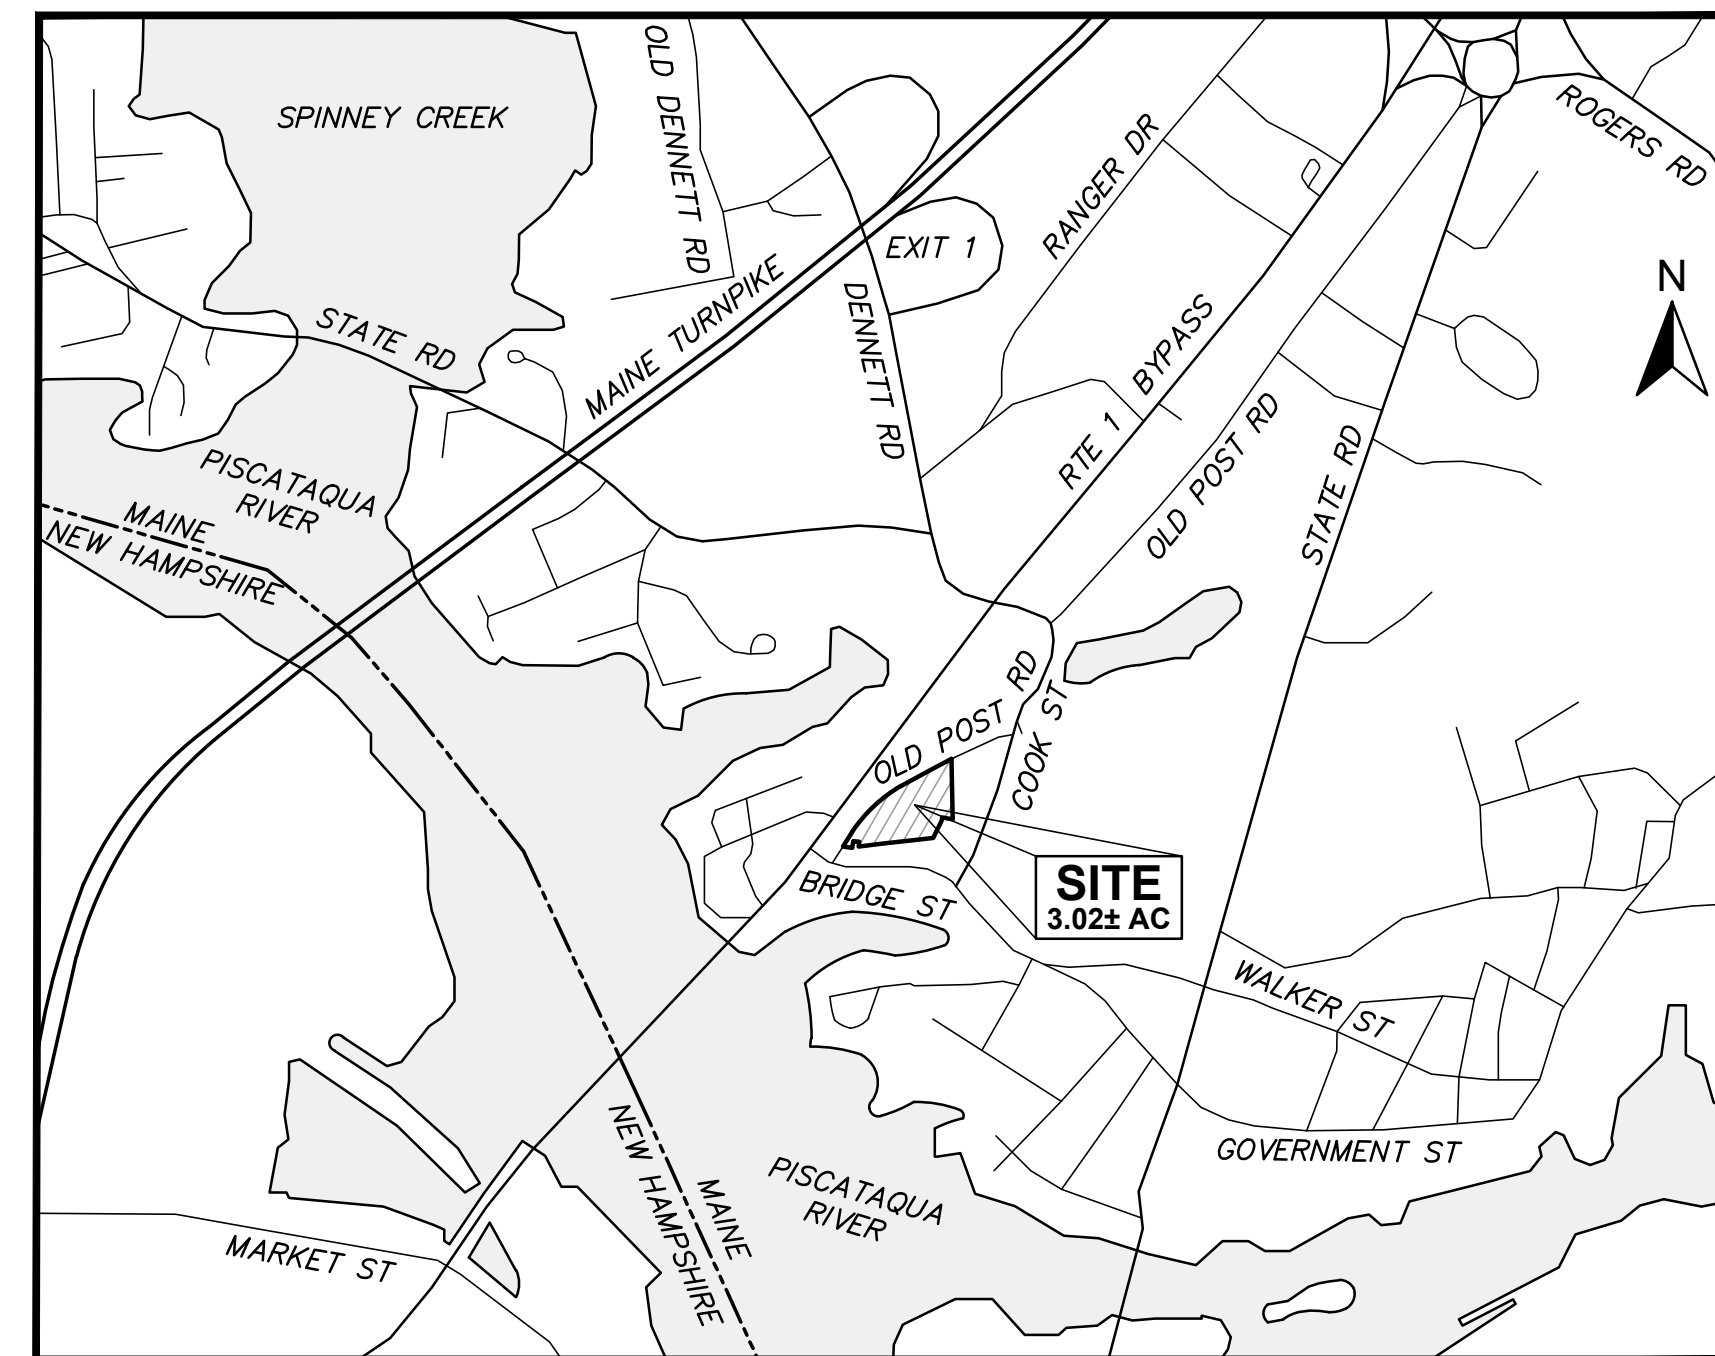 OLD DENNETT RD
SPINNEY CREEK
ROGERS RD
RANGER DR
EXIT 1
N
MAINE TURNPIKE
STATE RD
DENNETT RD
RTE 1 BYPASS
OLD POST RD
STATE RD
PISCATAQUA
RIVER
MAINE
NEW HAMPSHIRE
OLD POST RD
COOK ST
SITE
3.02± AC
BRIDGE ST
WALKER ST
GOVERNMENT ST
PISCATAQUA
RIVER
MAINE
NEW HAMPSHIRE
MARKET ST